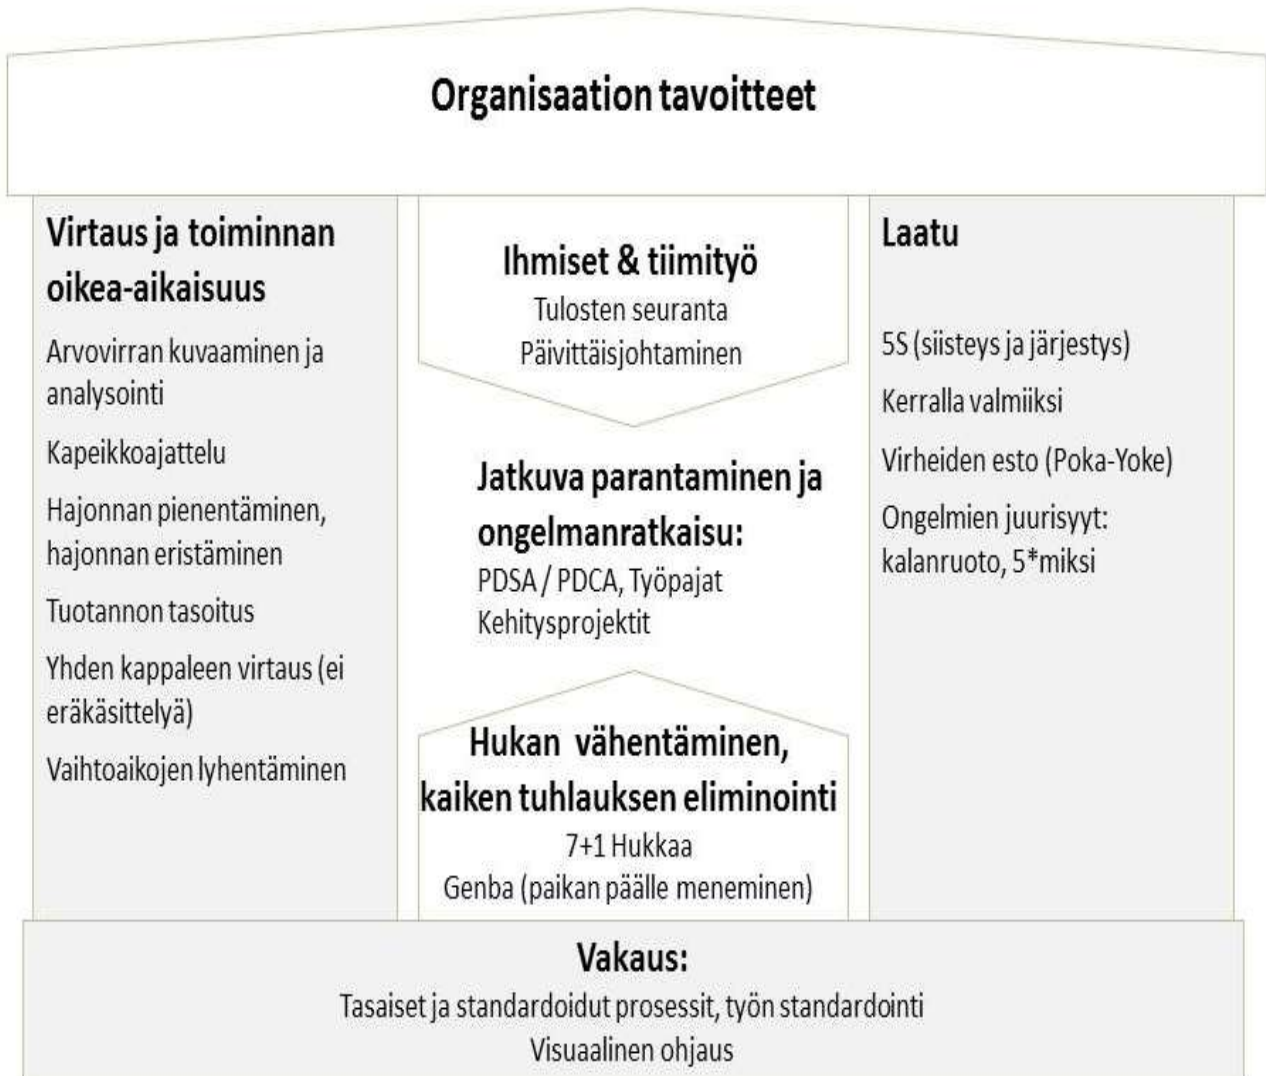 Organisaation tavoitteet
Virtaus ja toiminnan
oikea-aikaisuus
Arvovirran kuvaaminen ja
analysointi
Kapeikkoajattelu
Hajonnan pienentäminen,
hajonnan eristäminen
Tuotannon tasoitus
Yhden kappaleen virtaus (ei
eräkäsittelyä)
Vaihtoaikojen lyhentäminen
Ihmiset & tiimityö
Tulosten seuranta
Päivittäisjohtaminen
Jatkuva parantaminen ja
ongelmanratkaisu:
PDSA / PDCA, Työpajat
Kehitysprojektit
Hukan vähentäminen,
kaiken tuhlauksen eliminointi
7+1 Hukkaa
Genba (paikan päälle meneminen)
Laatu
5S (siisteys ja järjestys)
Kerralla valmiiksi
Virheiden esto (Poka-Yoke)
Ongelmien juurisyyt:
kalanruoto, 5*miksi
Vakaus:
Tasaiset ja standardoidut prosessit, työn standardointi
Visuaalinen ohjaus